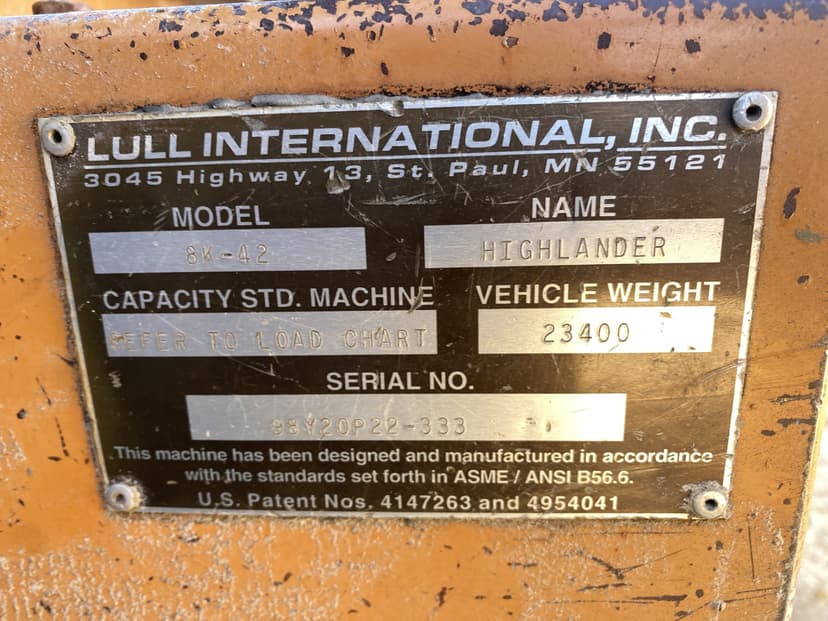 LULL INTERNATIONAL, INC.
3045 Highway 13, St. Paul, MN 55121
MODEL NAME
8K-42 HIGHLANDER
CAPACITY STD. MACHINE VEHICLE WEIGHT
REFER TO LOAD CHART 23400
SERIAL NO.
98Y20P22-333
This machine has been designed and manufactured in accordance
with the standards set forth in ASME / ANSI B56.6.
U.S. Patent Nos. 4147263 and 4954041